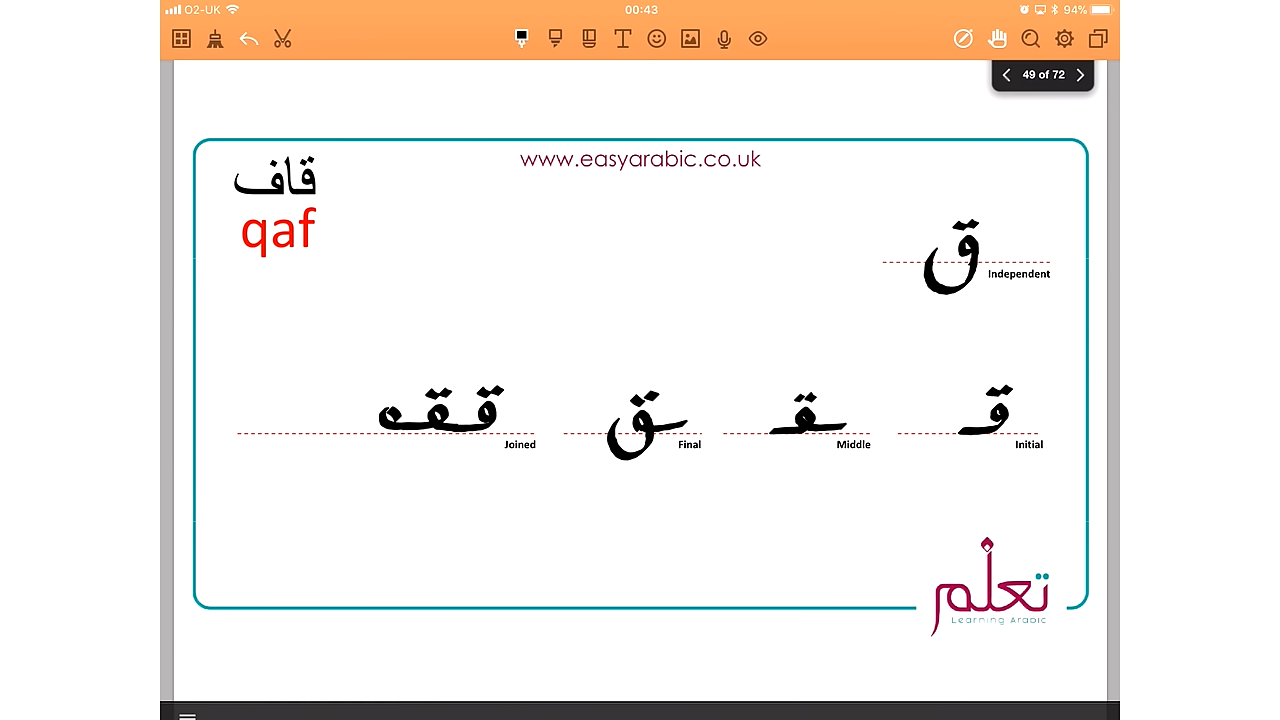 O2-UK 00:43 94%
49 of 72
www.easyarabic.co.uk
قاف
qaf
ق
Independent
قـ
Initial
ـقـ
Middle
ـق
Final
Joined
تعلم
Learning Arabic